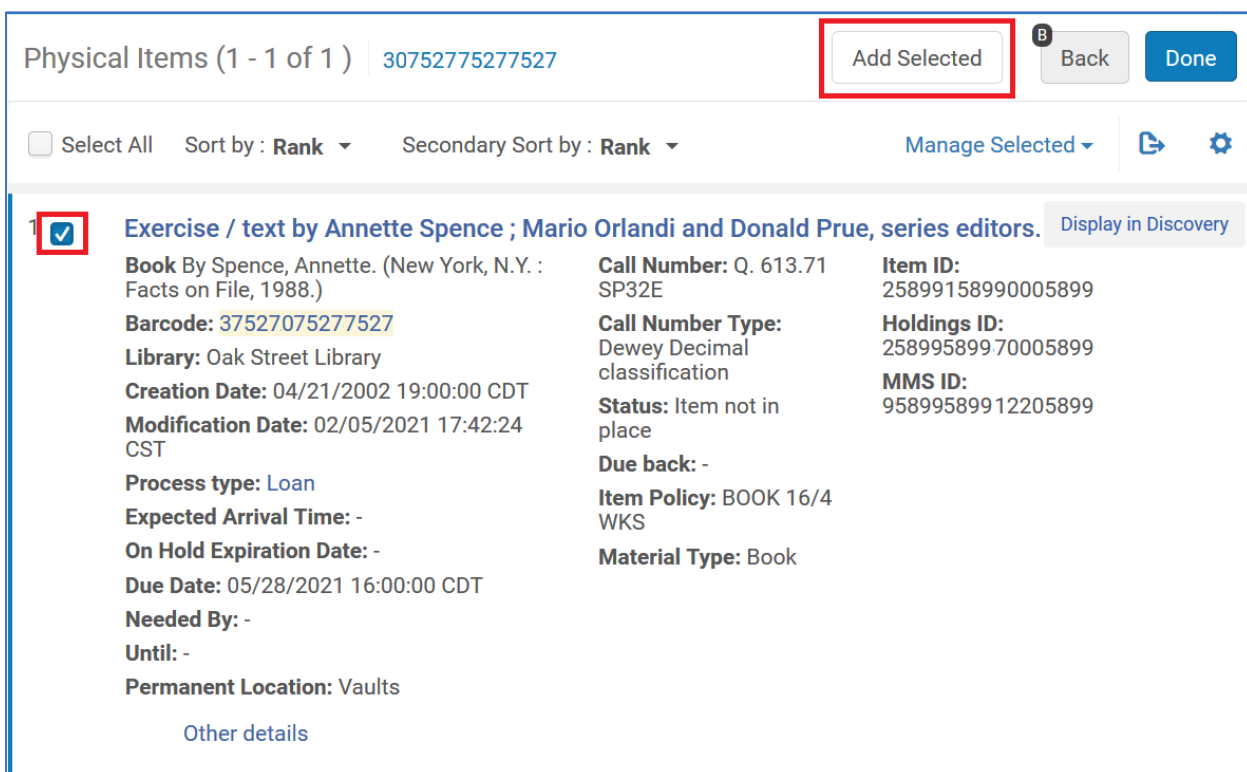 Physical Items (1 - 1 of 1 ) 30752775277527 Add Selected B Back Done
Select All Sort by : Rank Secondary Sort by : Rank Manage Selected
1 Exercise / text by Annette Spence ; Mario Orlandi and Donald Prue, series editors. Display in Discovery
Book By Spence, Annette. (New York, N.Y. :
Facts on File, 1988.)
Barcode: 37527075277527
Library: Oak Street Library
Creation Date: 04/21/2002 19:00:00 CDT
Modification Date: 02/05/2021 17:42:24
CST
Process type: Loan
Expected Arrival Time: -
On Hold Expiration Date: -
Due Date: 05/28/2021 16:00:00 CDT
Needed By: -
Until: -
Permanent Location: Vaults
Other details
Call Number: Q. 613.71
SP32E
Call Number Type:
Dewey Decimal
classification
Status: Item not in
place
Due back: -
Item Policy: BOOK 16/4
WKS
Material Type: Book
Item ID:
25899158990005899
Holdings ID:
25899589970005899
MMS ID:
95899589912205899